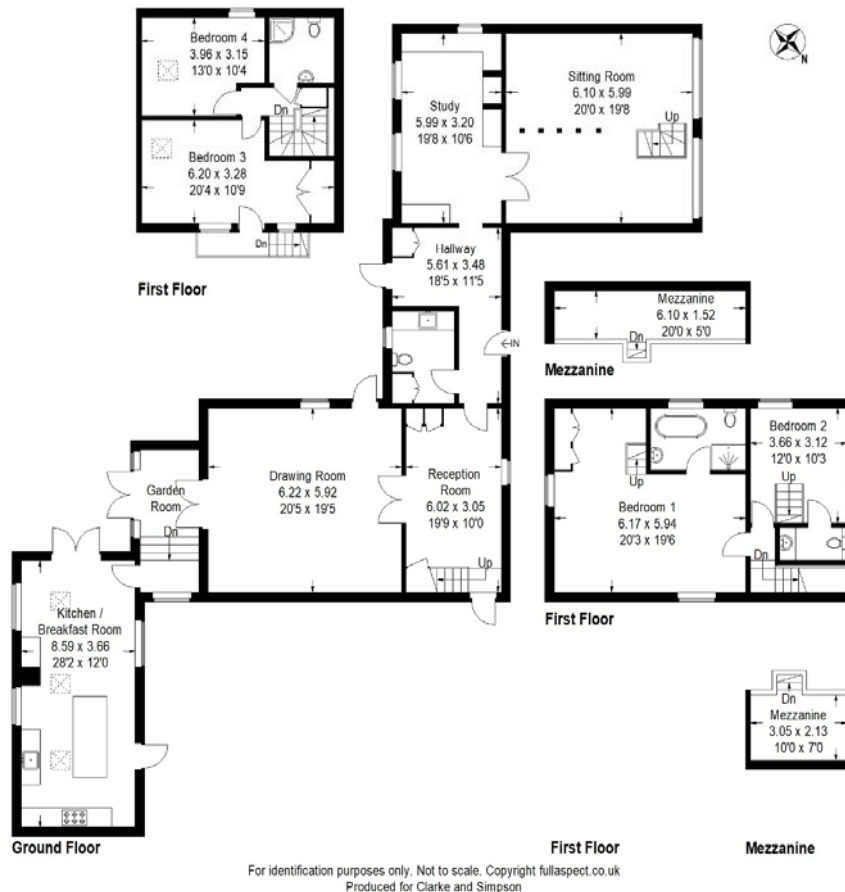 Bedroom 4
3.96 x 3.15
13'0 x 10'4
Dn
Bedroom 3
6.20 x 3.28
20'4 x 10'9
Dn
First Floor
Study
5.99 x 3.20
19'8 x 10'6
Sitting Room
6.10 x 5.99
20'0 x 19'8
Up
N
Hallway
5.61 x 3.48
18'5 x 11'5
IN
Mezzanine
6.10 x 1.52
20'0 x 5'0
Dn
Mezzanine
Garden
Room
Dn
Drawing Room
6.22 x 5.92
20'5 x 19'5
Reception
Room
6.02 x 3.05
19'9 x 10'0
Up
Bedroom 1
6.17 x 5.94
20'3 x 19'6
Up
Bedroom 2
3.66 x 3.12
12'0 x 10'3
Up
Dn
First Floor
Kitchen /
Breakfast Room
8.59 x 3.66
28'2 x 12'0
Ground Floor
Dn
Mezzanine
3.05 x 2.13
10'0 x 7'0
First Floor
Mezzanine
For identification purposes only. Not to scale. Copyright fullaspect.co.uk
Produced for Clarke and Simpson